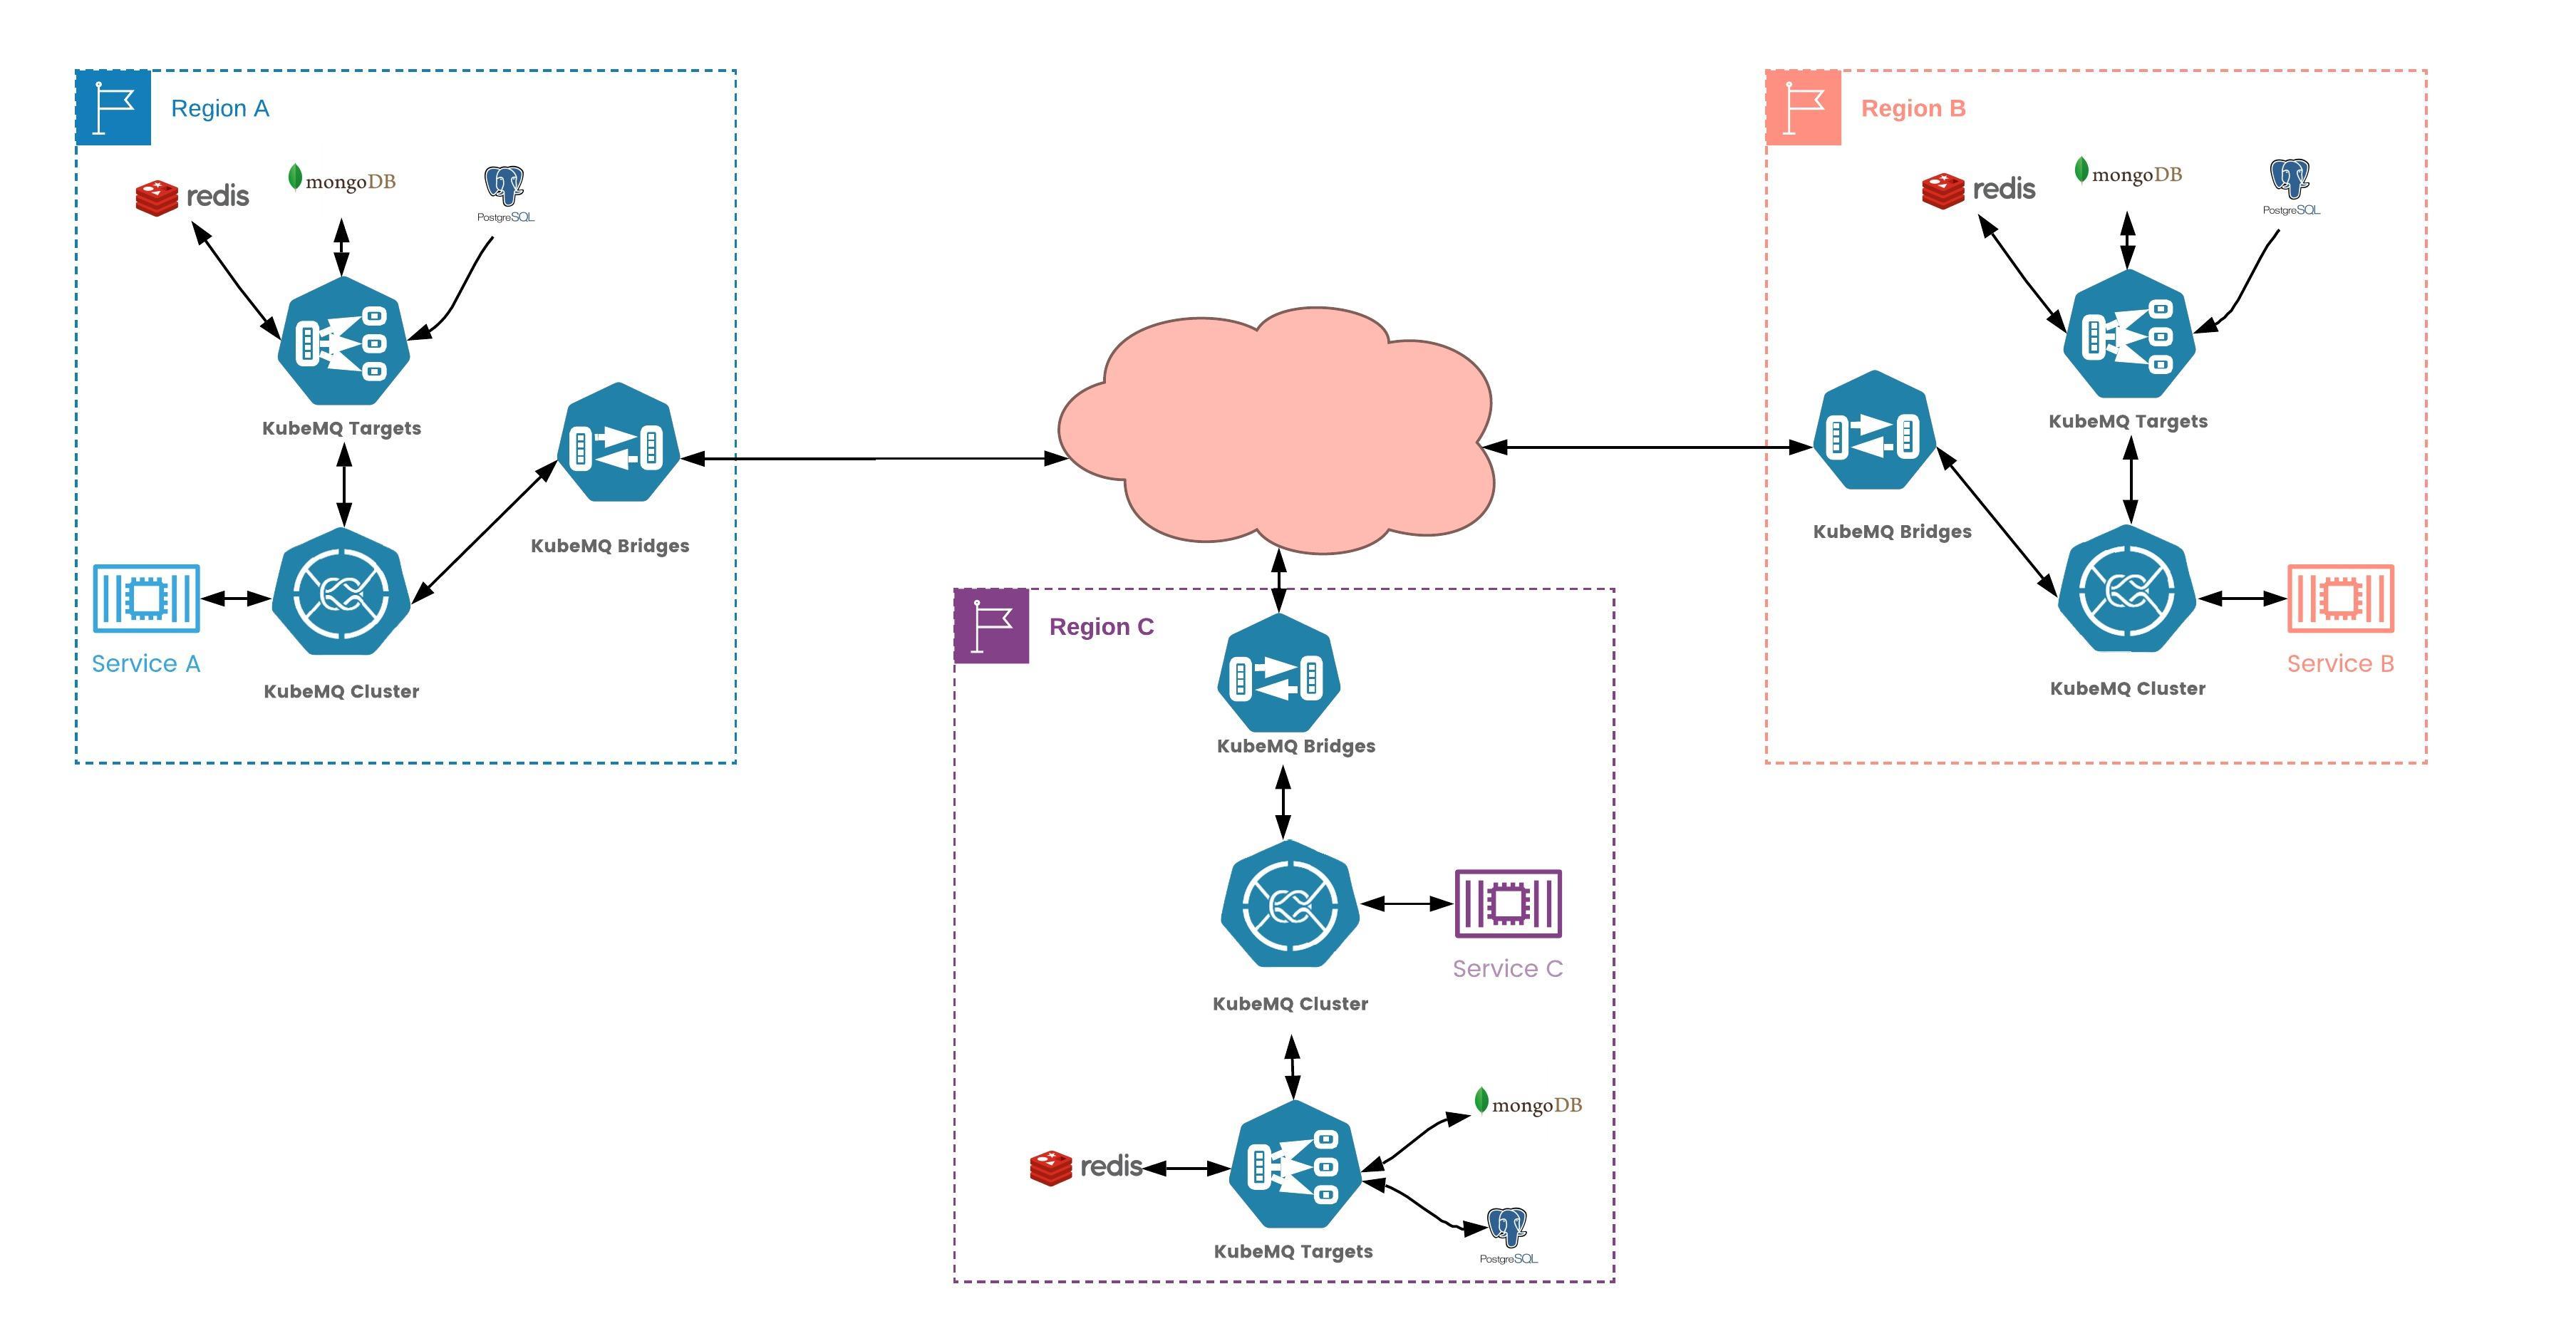 Region A
redis
mongoDB
PostgreSQL
KubeMQ Targets
KubeMQ Bridges
Service A
KubeMQ Cluster
Region B
redis
mongoDB
PostgreSQL
KubeMQ Targets
KubeMQ Bridges
Service B
KubeMQ Cluster
Region C
KubeMQ Bridges
Service C
KubeMQ Cluster
mongoDB
redis
KubeMQ Targets
PostgreSQL